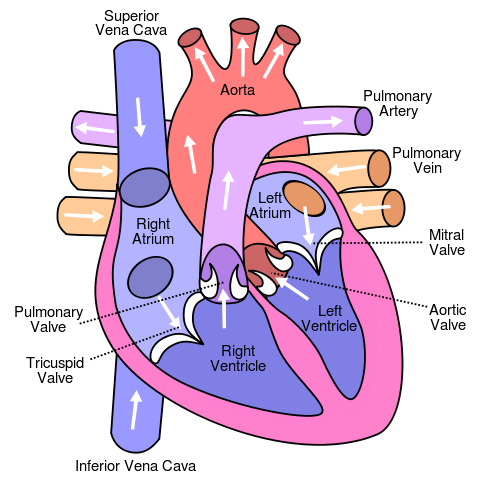 Superior
Vena Cava
Aorta
Pulmonary
Artery
Pulmonary
Vein
Left
Atrium
Right
Atrium
Mitral
Valve
Pulmonary
Valve
Aortic
Valve
Left
Ventricle
Tricuspid
Valve
Right
Ventricle
Inferior Vena Cava